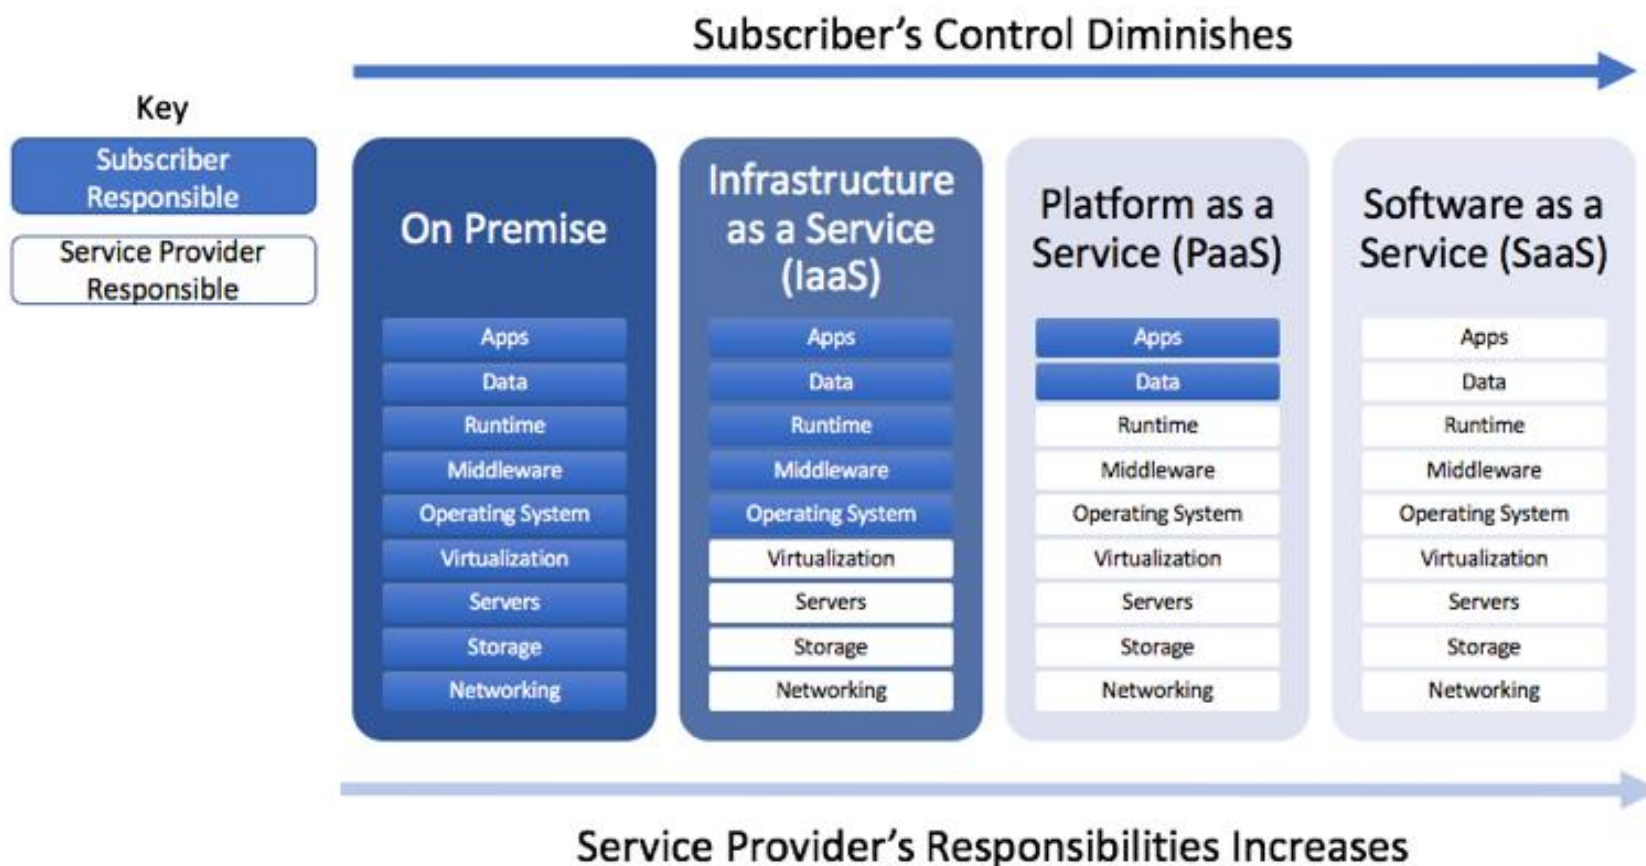 Subscriber's Control Diminishes
Key
Subscriber
Responsible
Service Provider
Responsible
On Premise
Apps
Data
Runtime
Middleware
Operating System
Virtualization
Servers
Storage
Networking
Infrastructure
as a Service
(IaaS)
Apps
Data
Runtime
Middleware
Operating System
Virtualization
Servers
Storage
Networking
Platform as a
Service (PaaS)
Apps
Data
Runtime
Middleware
Operating System
Virtualization
Servers
Storage
Networking
Software as a
Service (SaaS)
Apps
Data
Runtime
Middleware
Operating System
Virtualization
Servers
Storage
Networking
Service Provider's Responsibilities Increases